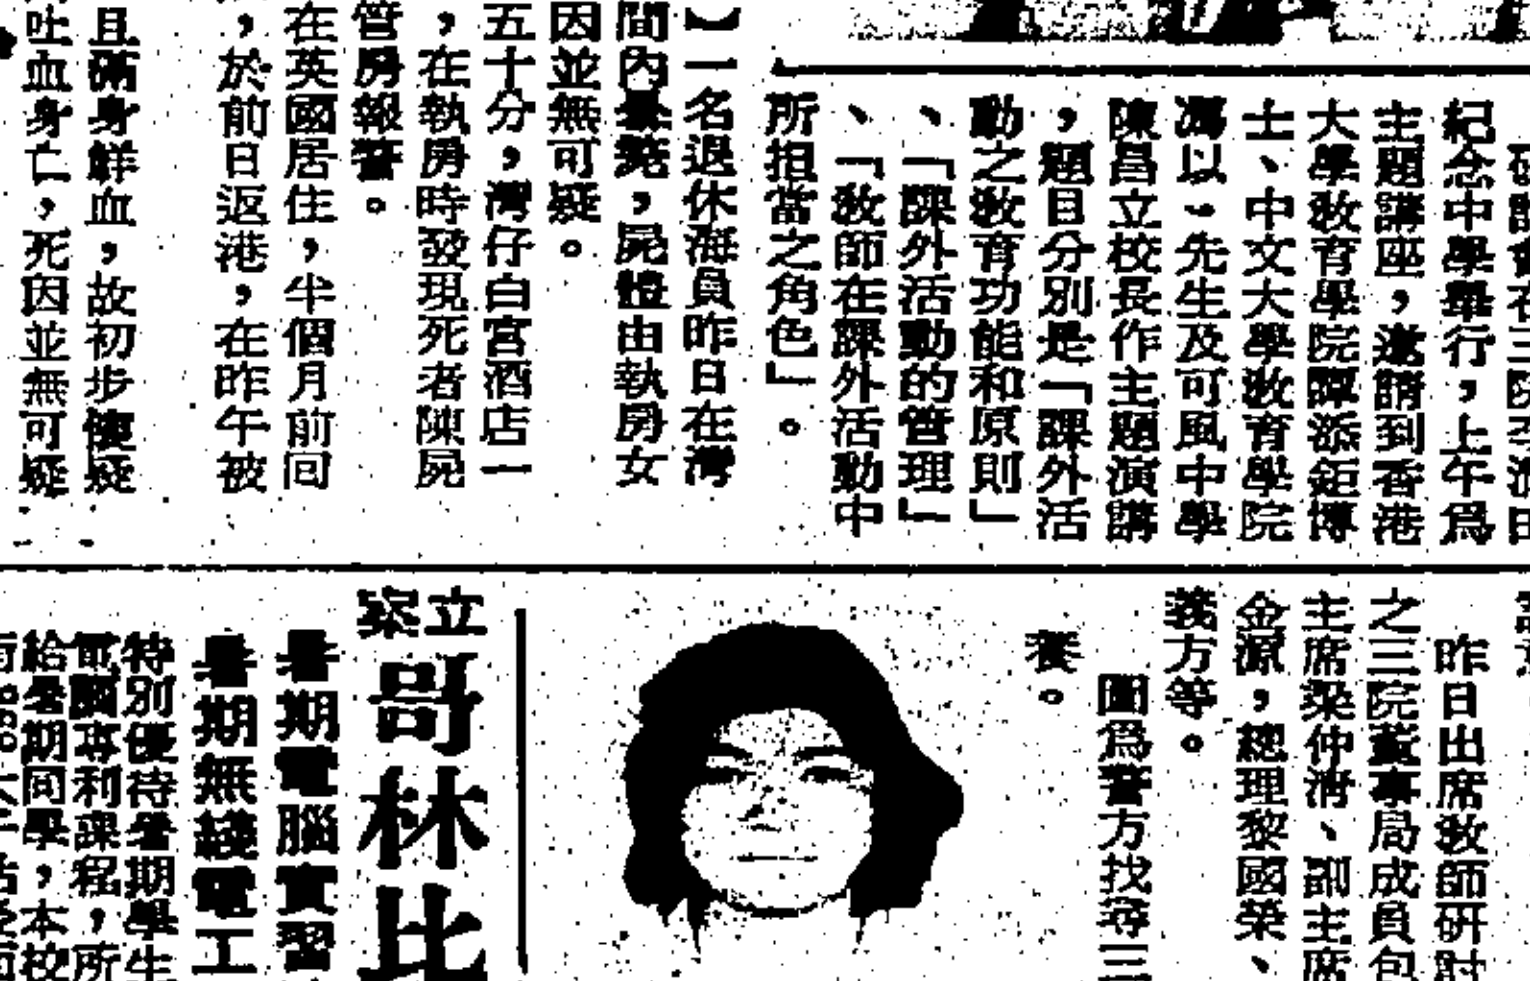 紀念中學舉行，上午為
主題講座，邀請到香港
大學教育學院譚添鉅博
士、中文大學教育學院
馮以　先生及可風中學
陳昌立校長作主題演講
，題目分別是「課外活
動之教育功能和原則」
、「課外活動的管理」
、「教師在課外活動中
所担當之角色」。
】一名退休海員昨日在灣
間內暴斃，屍體由執房女
因並無可疑。
五十分，灣仔白宮酒店一
，在執房時發現死者陳屍
管房報警。
在英國居住，半個月前回
，於前日返港，在昨午被
且滿身鮮血，故初步懷疑
吐血身亡，死因並無可疑
昨日出席教師研討
之三院董事局成員包
主席梁仲清、副主席
金源，總理黎國榮、
義方等。
圖為警方找尋三
養。
立案
哥林比
暑期電腦實習
暑期無綫電工
特別優待暑期學生
電腦專利課程，所
給暑期同學，本校